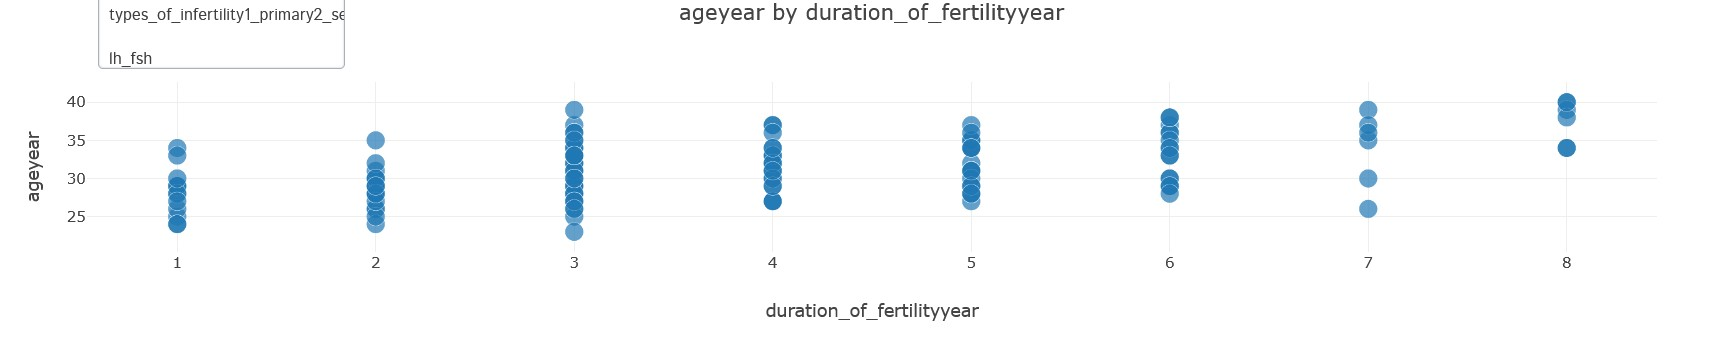 types_of_infertility1_primary2_se
ageyear by duration_of_fertilityyear
lh_fsh
40
35
30
25
ageyear
1 2 3 4 5 6 7 8
duration_of_fertilityyear